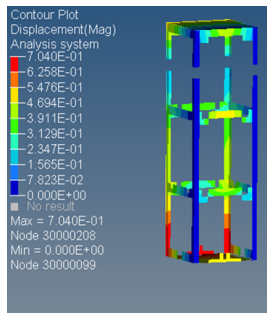 Contour Plot
Displacement(Mag)
Analysis system
7.040E-01
6.258E-01
5.476E-01
4.694E-01
3.911E-01
3.129E-01
2.347E-01
1.565E-01
7.823E-02
0.000E+00
No result
Max = 7.040E-01
Node 30000208
Min = 0.000E+00
Node 30000099